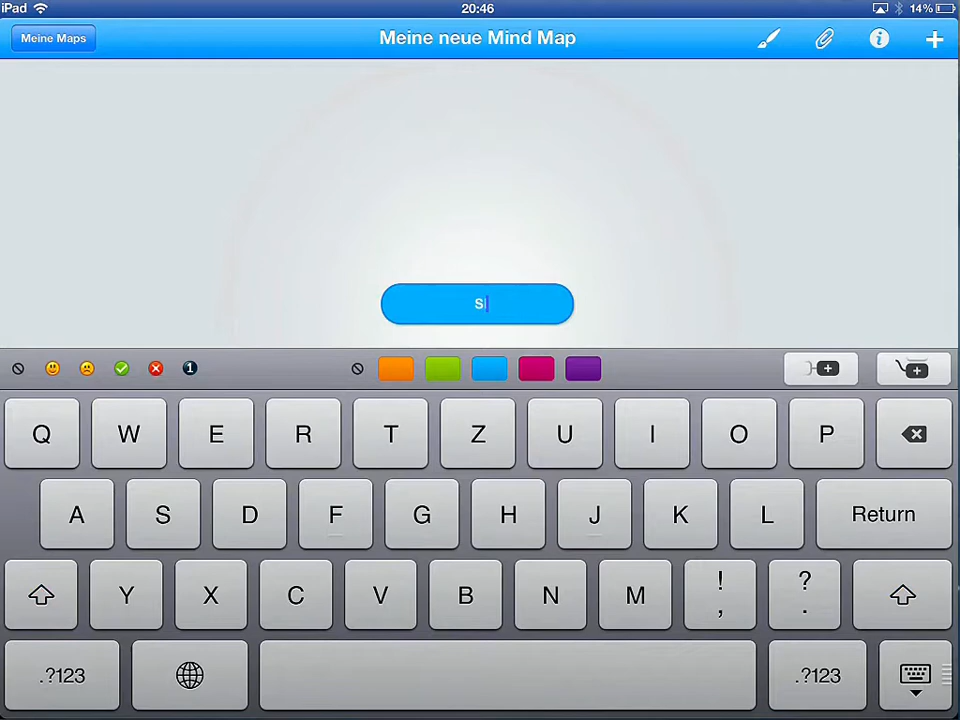 iPad 20:46 14%
Meine Maps Meine neue Mind Map
S
1
Q W E R T Z U I O P
A S D F G H J K L Return
Y X C V B N M ! , ? .
.?123 .?123